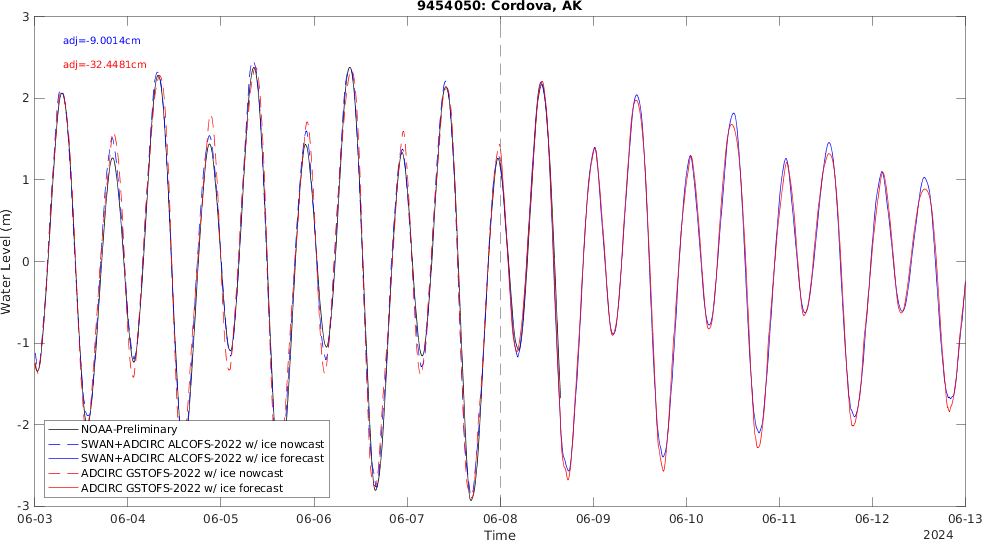 9454050: Cordova, AK
adj=-9.0014cm
adj=-32.4481cm
Water Level (m)
3
2
1
0
-1
-2
-3
NOAA-Preliminary
SWAN+ADCIRC ALCOFS-2022 w/ ice nowcast
SWAN+ADCIRC ALCOFS-2022 w/ ice forecast
ADCIRC GSTOFS-2022 w/ ice nowcast
ADCIRC GSTOFS-2022 w/ ice forecast
06-03 06-04 06-05 06-06 06-07 06-08 06-09 06-10 06-11 06-12 06-13
Time
2024